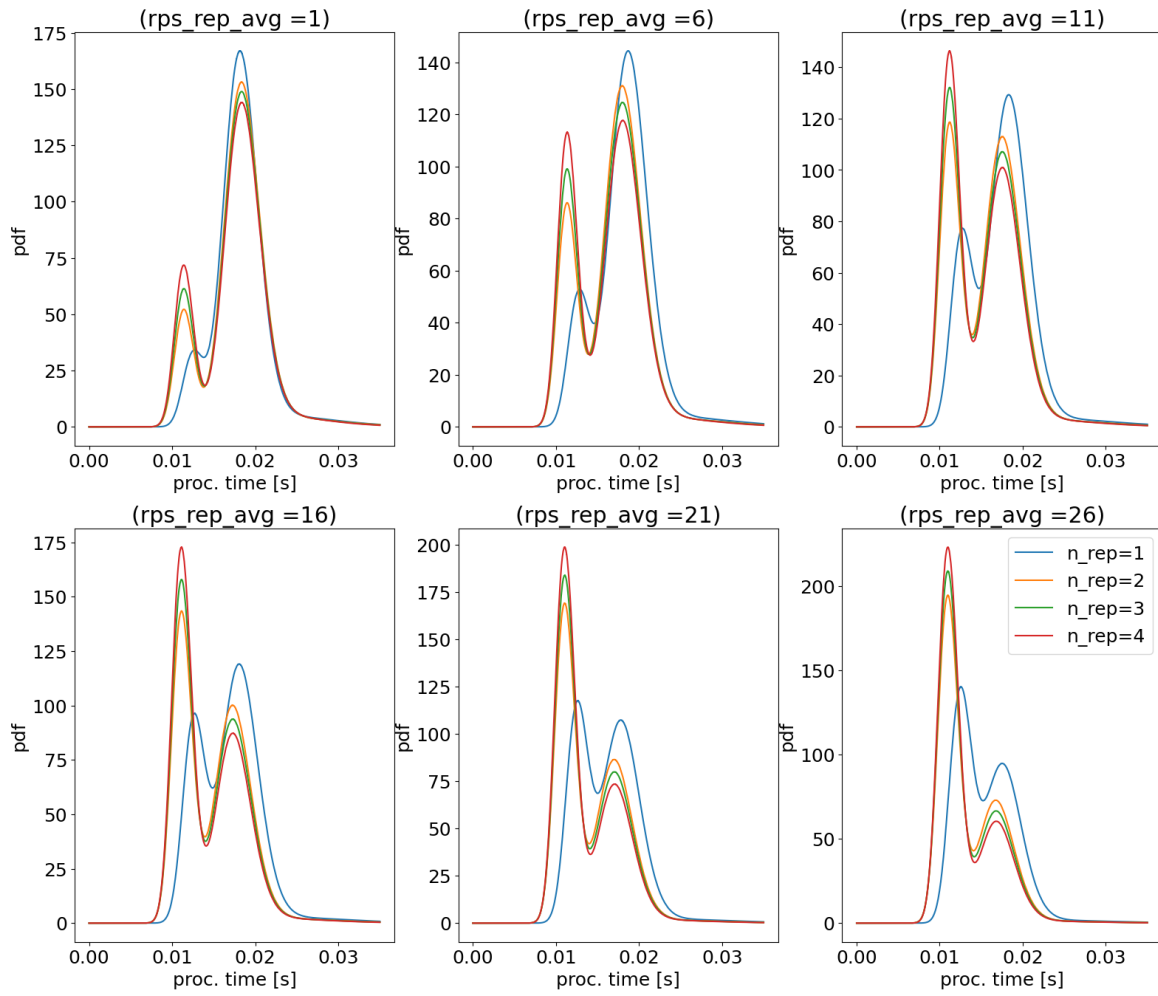 (rps_rep_avg =1)
175
150
125
100
75
50
25
0
pdf
0.00 0.01 0.02 0.03
proc. time [s]
(rps_rep_avg =6)
140
120
100
80
60
40
20
0
pdf
0.00 0.01 0.02 0.03
proc. time [s]
(rps_rep_avg =11)
140
120
100
80
60
40
20
0
pdf
0.00 0.01 0.02 0.03
proc. time [s]
(rps_rep_avg =16)
175
150
125
100
75
50
25
0
pdf
0.00 0.01 0.02 0.03
proc. time [s]
(rps_rep_avg =21)
200
175
150
125
100
75
50
25
0
pdf
0.00 0.01 0.02 0.03
proc. time [s]
(rps_rep_avg =26)
200
150
100
50
0
pdf
n_rep=1
n_rep=2
n_rep=3
n_rep=4
0.00 0.01 0.02 0.03
proc. time [s]